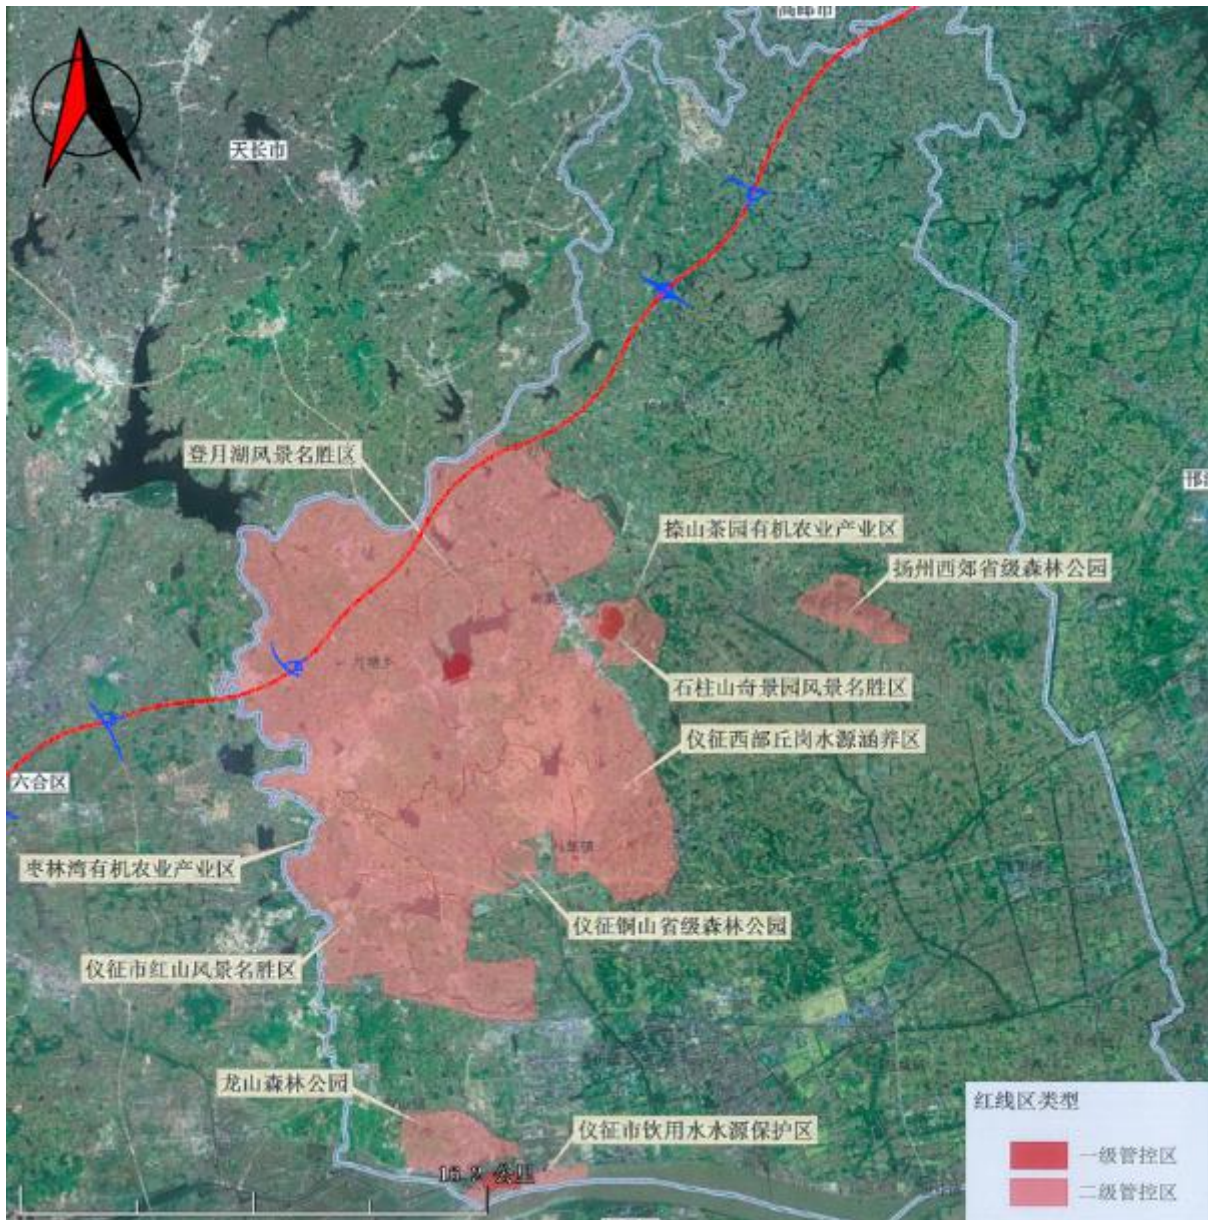 天长市
登月湖风景名胜区
捺山茶园有机农业产业区
扬州西郊省级森林公园
石柱山奇景园风景名胜区
仪征西部丘岗水源涵养区
六合区
枣林湾有机农业产业区
仪征铜山省级森林公园
仪征市红山风景名胜区
龙山森林公园
仪征市饮用水水源保护区
16.2 公里
红线区类型
一级管控区
二级管控区